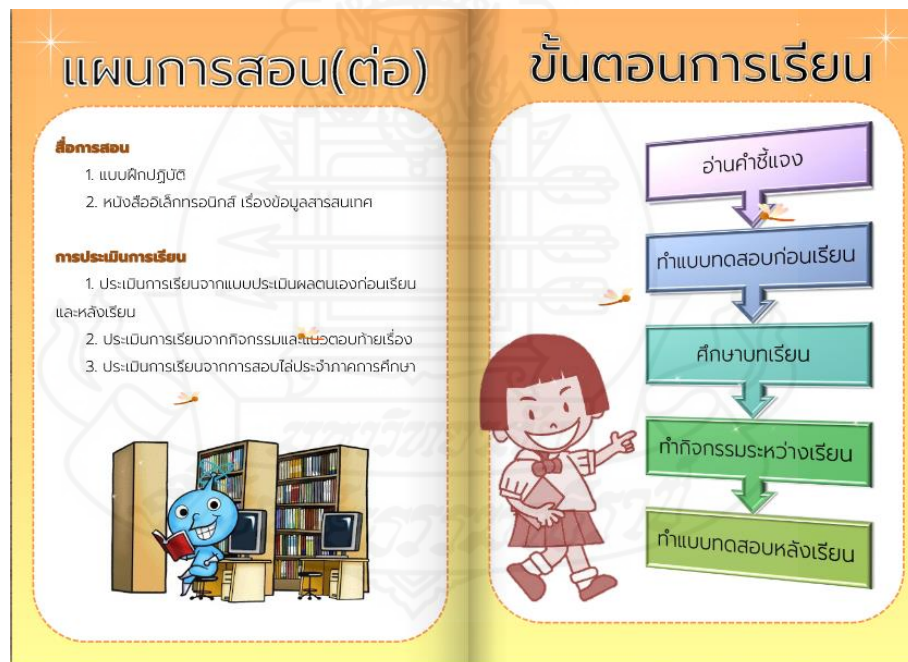 แผนการสอน(ต่อ)
สื่อการสอน
1. แบบฝึกปฏิบัติ
2. หนังสืออิเล็กทรอนิกส์ เรื่องข้อมูลสารสนเทศ
การประเมินการเรียน
1. ประเมินการเรียนจากแบบประเมินผลตนเองก่อนเรียน
และหลังเรียน
2. ประเมินการเรียนจากกิจกรรมและแนวตอบท้ายเรื่อง
3. ประเมินการเรียนจากการสอบไล่ประจำภาคการศึกษา
ขั้นตอนการเรียน
อ่านคำชี้แจง
ทำแบบทดสอบก่อนเรียน
ศึกษาบทเรียน
ทำกิจกรรมระหว่างเรียน
ทำแบบทดสอบหลังเรียน